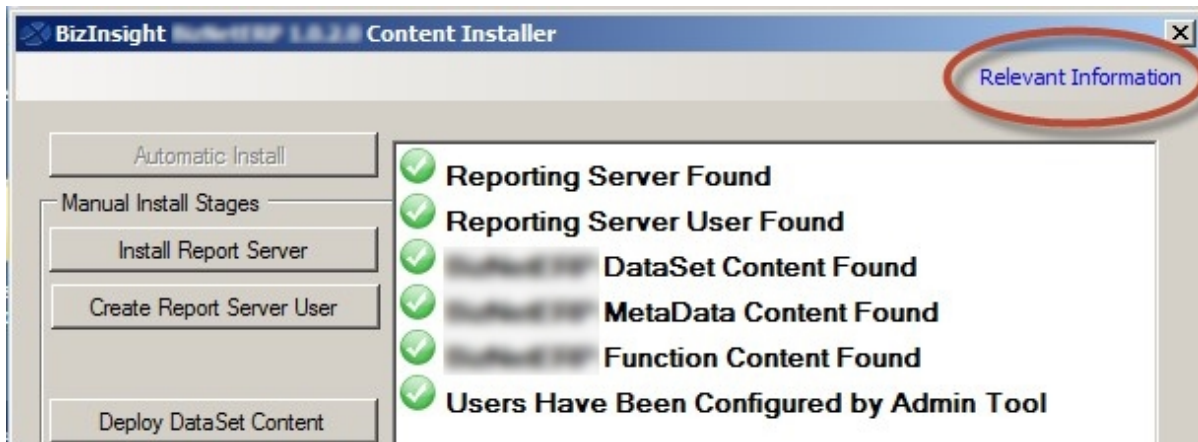 BizInsight Content Installer
Relevant Information
Automatic Install
Manual Install Stages
Install Report Server
Create Report Server User
Deploy DataSet Content
Reporting Server Found
Reporting Server User Found
DataSet Content Found
MetaData Content Found
Function Content Found
Users Have Been Configured by Admin Tool